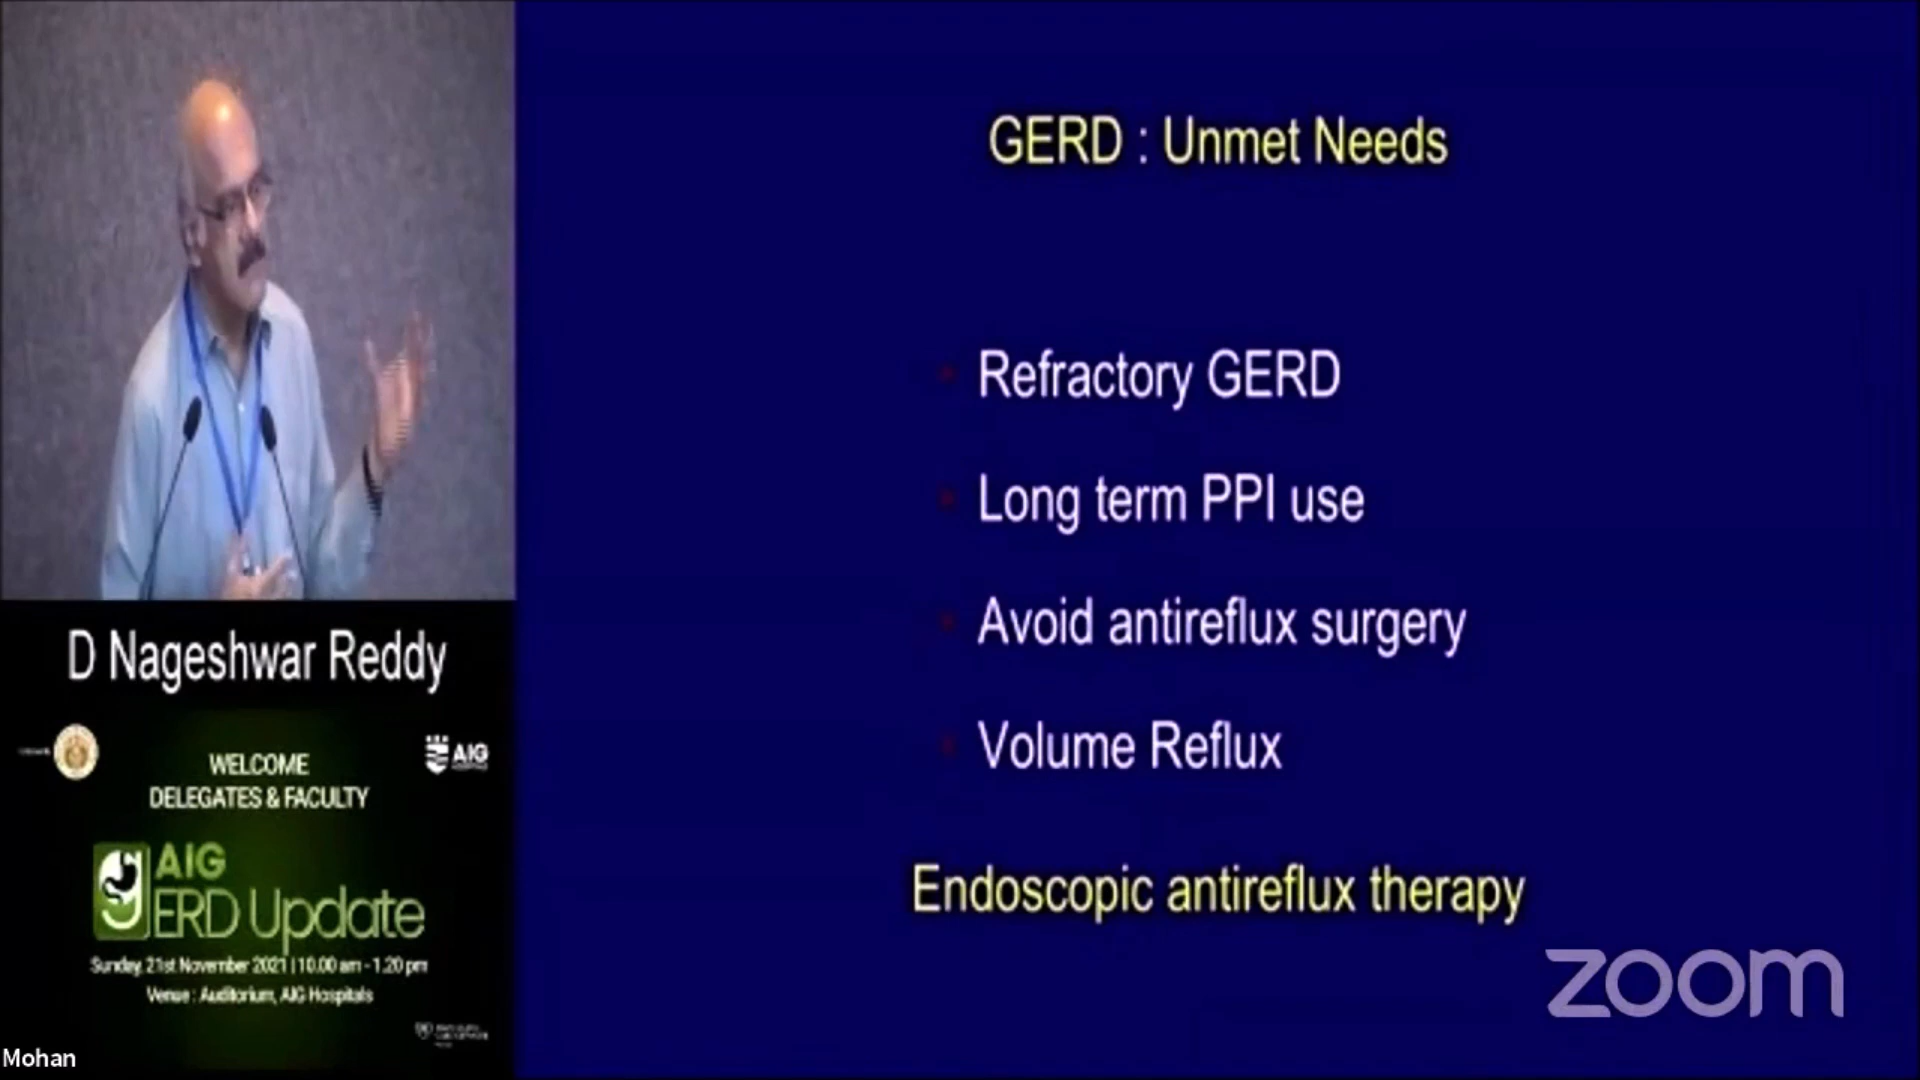 GERD : Unmet Needs
Refractory GERD
Long term PPI use
Avoid antireflux surgery
Volume Reflux
Endoscopic antireflux therapy
zoom
D Nageshwar Reddy
WELCOME
DELEGATES & FACULTY
AIG
AIG
GERD Update
Sunday, 21st November 2021 | 10.00 am - 1.20 pm
Venue : Auditorium, AIG Hospitals
Mohan